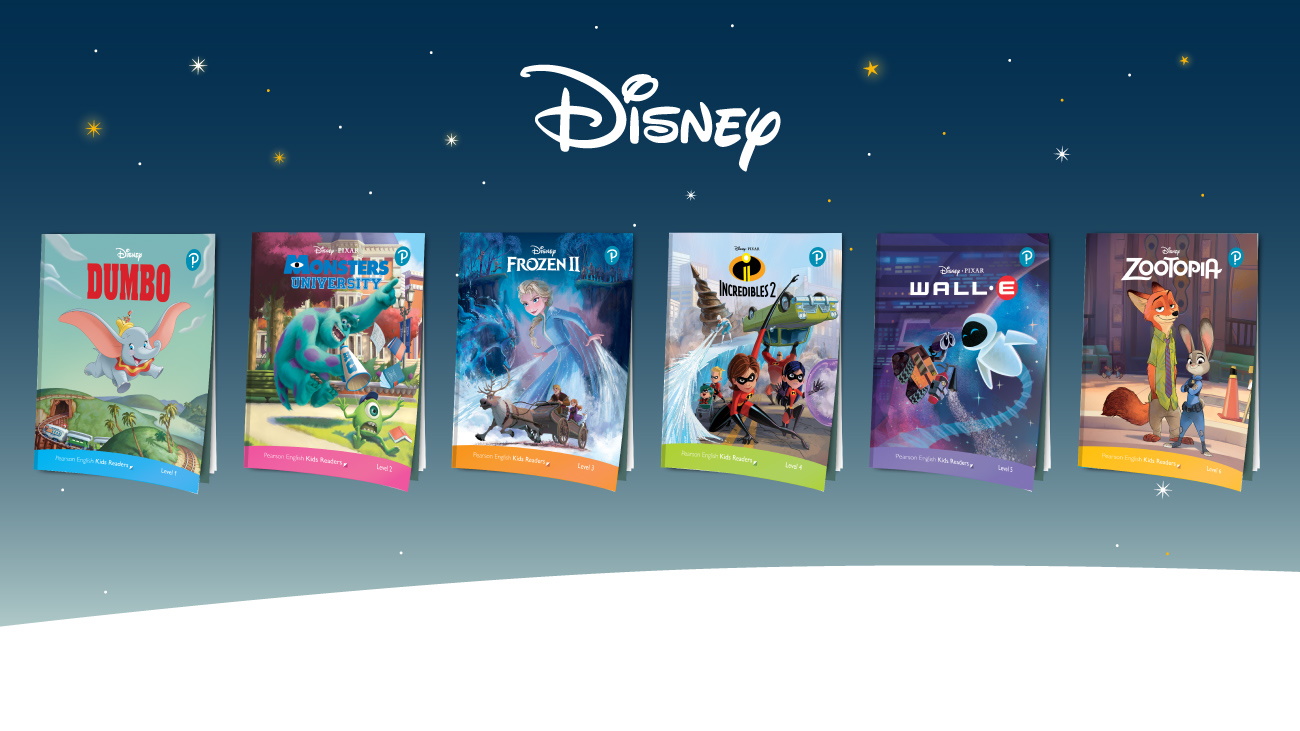 Disney
Disney
DUMBO
Pearson English Kids Readers
Level 1
Disney · PIXAR
MONSTERS
UNIVERSITY
Pearson English Kids Readers
Level 2
Disney
FROZEN II
Pearson English Kids Readers
Level 3
Disney · PIXAR
INCREDIBLES 2
Pearson English Kids Readers
Level 4
Disney · PIXAR
WALL·E
Pearson English Kids Readers
Level 5
Disney
ZOOTOPIA
Pearson English Kids Readers
Level 6